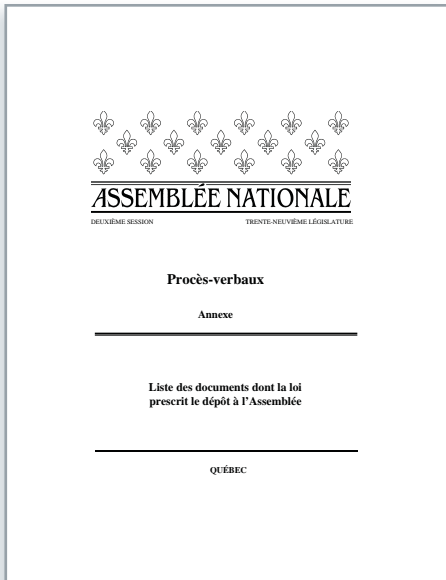 ASSEMBLÉE NATIONALE
DEUXIÈME SESSION TRENTE-NEUVIÈME LÉGISLATURE
Procès-verbaux
Annexe
Liste des documents dont la loi
prescrit le dépôt à l'Assemblée
QUÉBEC